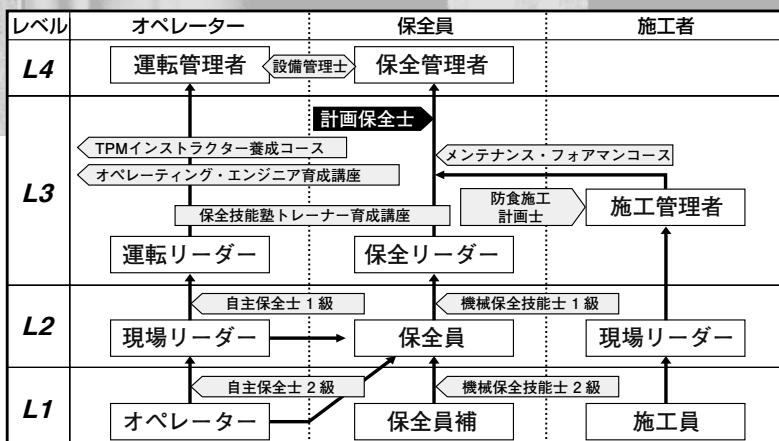 レベル オペレーター 保全員 施工者
L4 運転管理者 設備管理士 保全管理者
計画保全士
TPMインストラクター養成コース メンテナンス・フォアマンコース
オペレーティング・エンジニア育成講座
L3 防食施工
計画士 施工管理者
保全技能塾トレーナー育成講座
運転リーダー 保全リーダー
自主保全士1級 機械保全技能士1級
L2 現場リーダー 保全員 現場リーダー
自主保全士2級 機械保全技能士2級
L1 オペレーター 保全員補 施工員